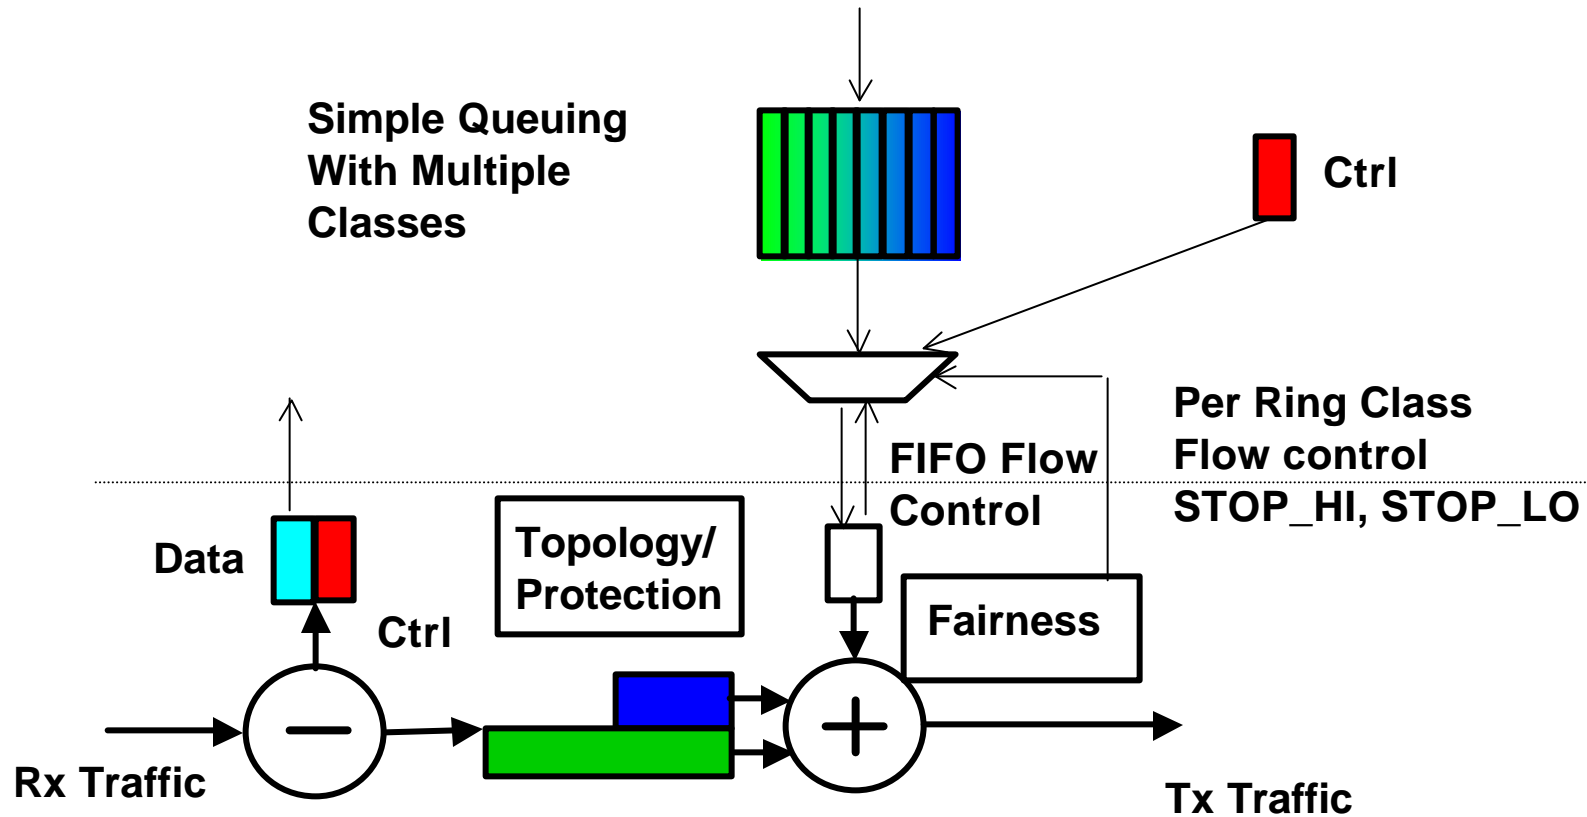 Simple Queuing
With Multiple
Classes
Ctrl
Per Ring Class
Flow control
STOP_HI, STOP_LO
FIFO Flow
Control
Data
Topology/
Protection
Ctrl
Fairness
Rx Traffic
Tx Traffic